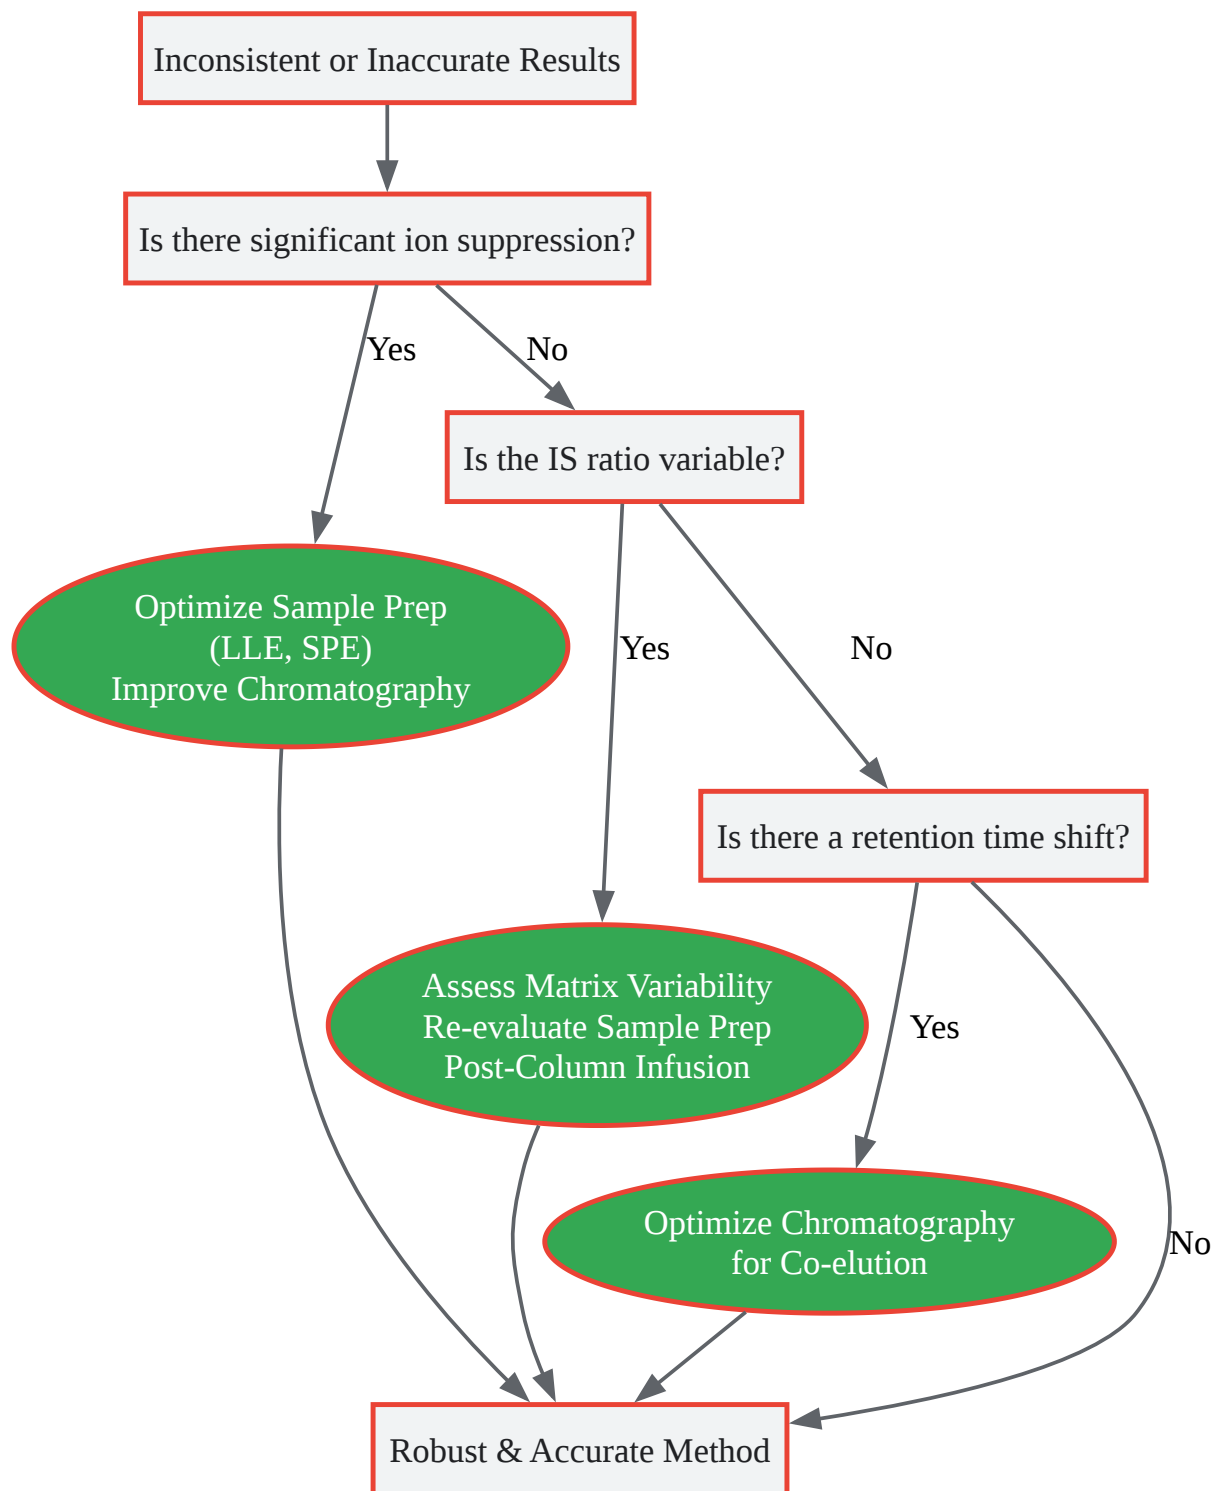 Inconsistent or Inaccurate Results
Is there significant ion suppression?
Yes
No
Is the IS ratio variable?
Optimize Sample Prep
(LLE, SPE)
Improve Chromatography
Yes
No
Is there a retention time shift?
Assess Matrix Variability
Re-evaluate Sample Prep
Post-Column Infusion
Yes
Optimize Chromatography
for Co-elution
No
Robust & Accurate Method